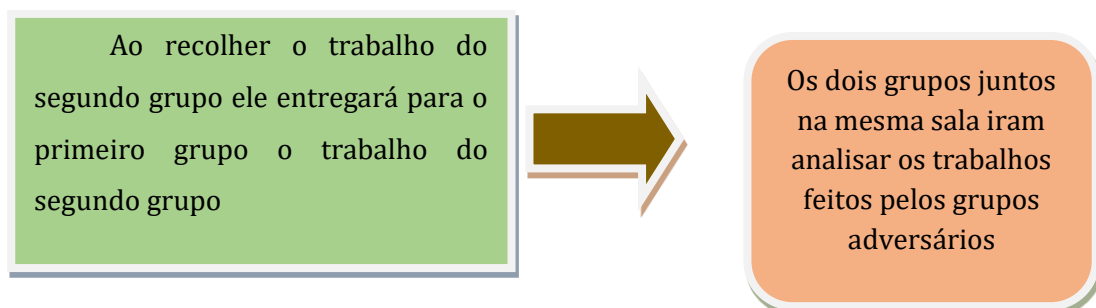 Ao recolher o trabalho do
segundo grupo ele entregará para o
primeiro grupo o trabalho do
segundo grupo
Os dois grupos juntos
na mesma sala iram
analisar os trabalhos
feitos pelos grupos
adversários